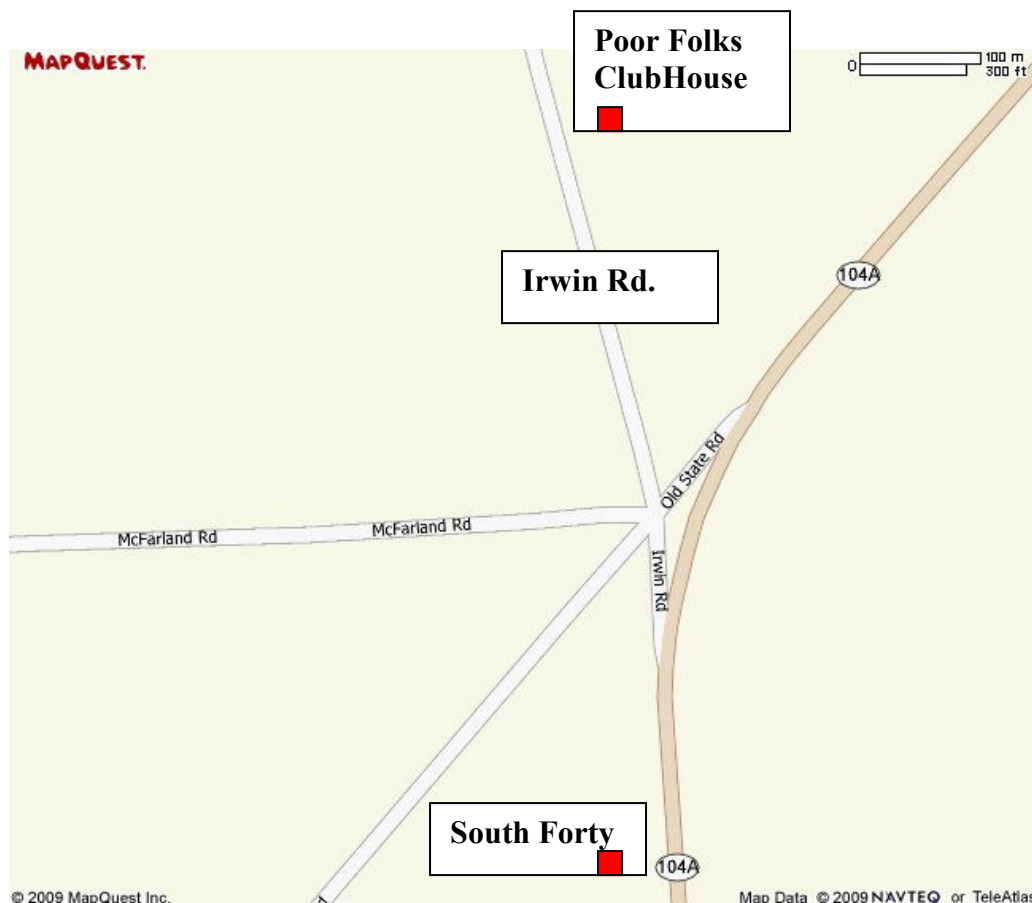 Poor Folks
ClubHouse
MAPQUEST.
0
100 m
300 ft
Irwin Rd.
104A
Old State Rd
McFarland Rd
McFarland Rd
Irwin Rd
South Forty
104A
© 2009 MapQuest Inc.
Map Data © 2009 NAVTEQ or TeleAtlas